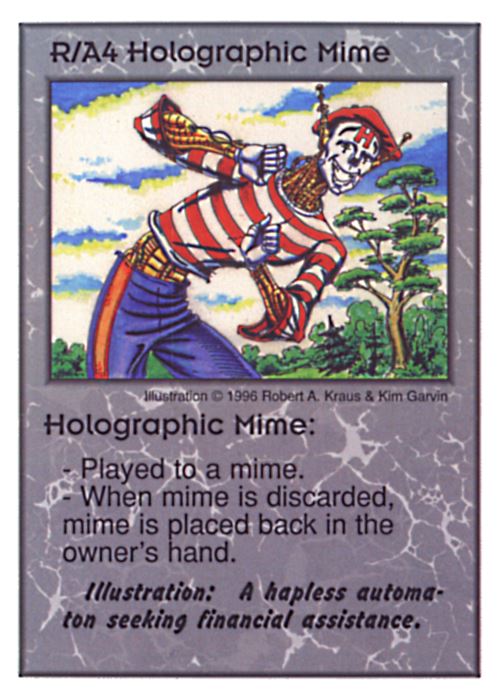 R/A4 Holographic Mime
H
Illustration © 1996 Robert A. Kraus & Kim Garvin
Holographic Mime:
- Played to a mime.
- When mime is discarded,
mime is placed back in the
owner's hand.
Illustration: A hapless automa-
ton seeking financial assistance.